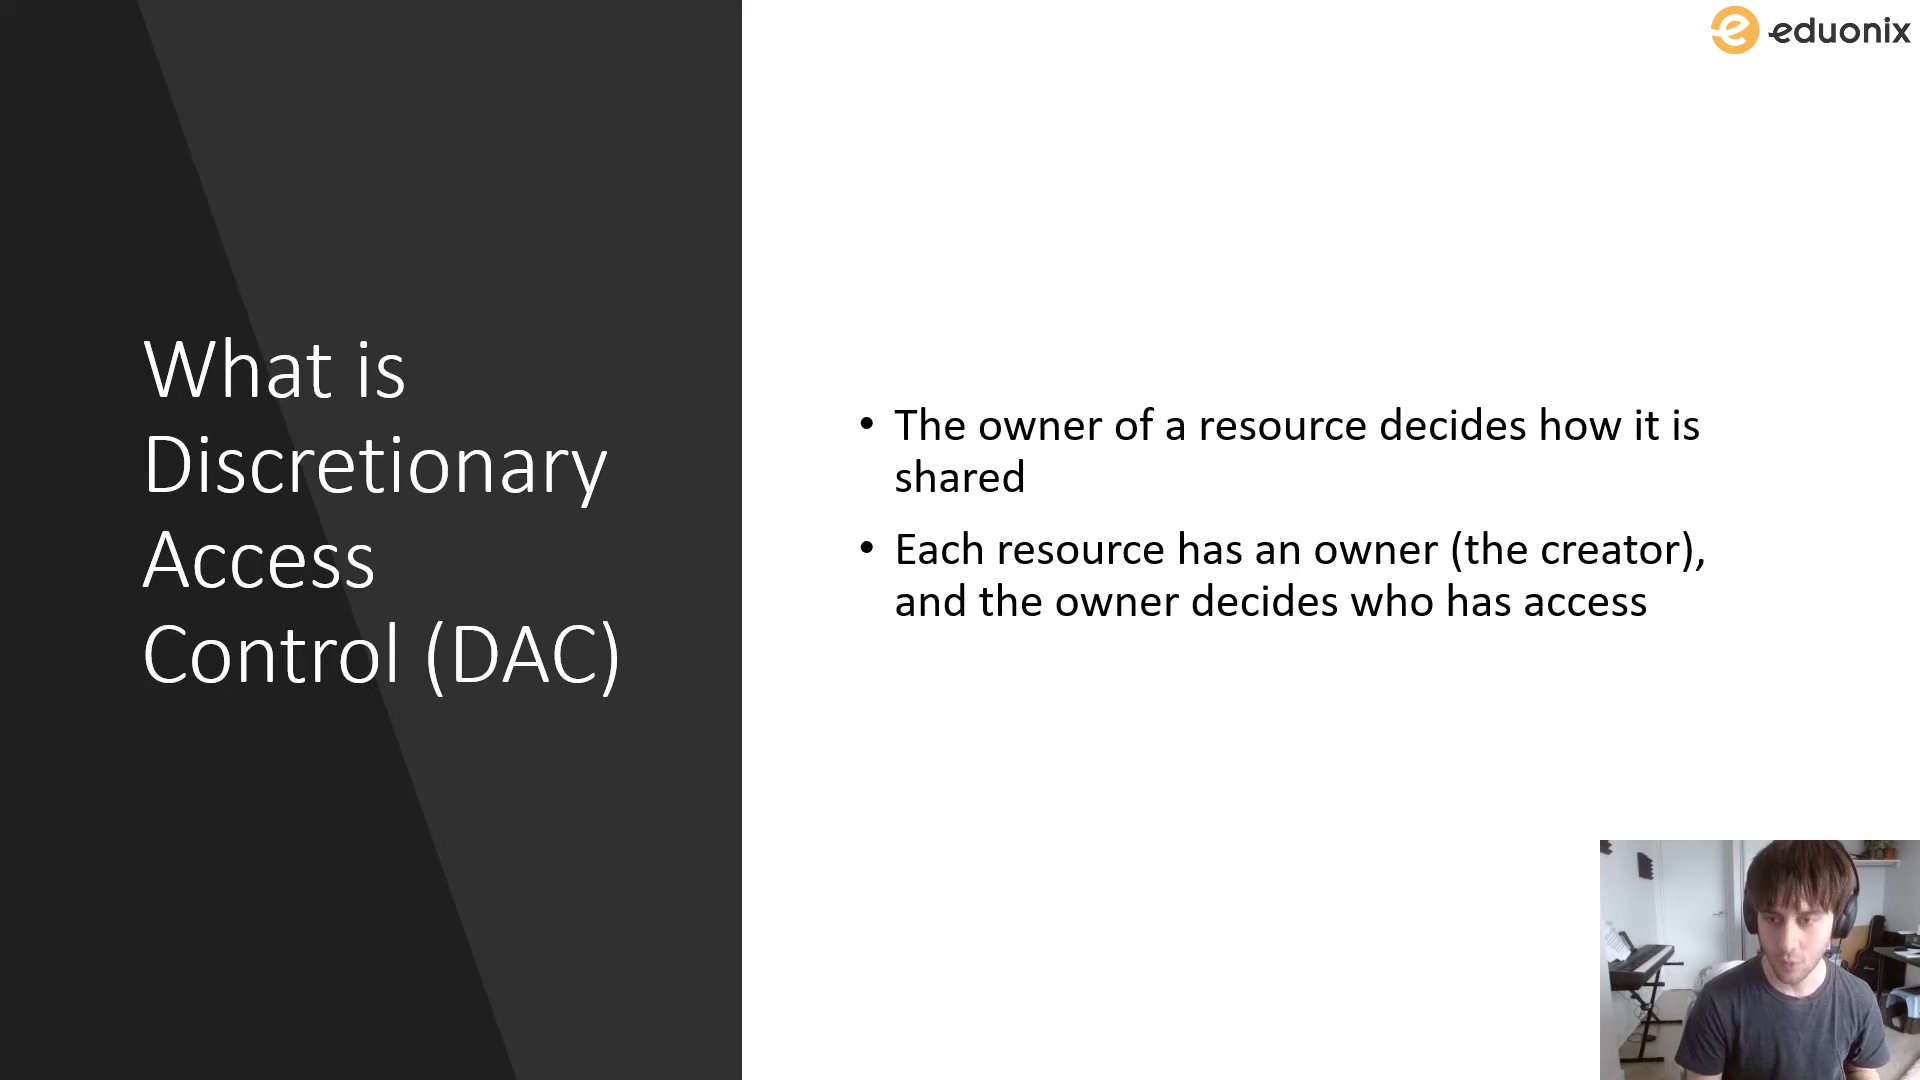 eduonix
What is
Discretionary
Access
Control (DAC)
• The owner of a resource decides how it is
shared
• Each resource has an owner (the creator),
and the owner decides who has access